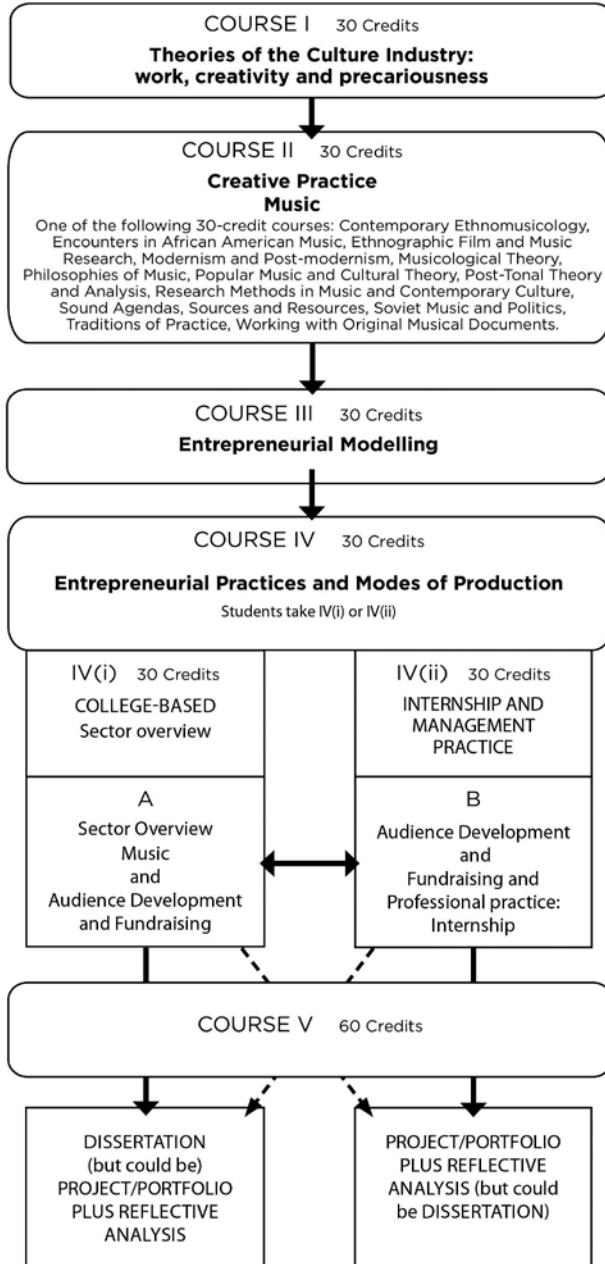 COURSE I 30 Credits
Theories of the Culture Industry:
work, creativity and precariousness
COURSE II 30 Credits
Creative Practice
Music
One of the following 30-credit courses: Contemporary Ethnomusicology,
Encounters in African American Music, Ethnographic Film and Music
Research, Modernism and Post-modernism, Musicological Theory,
Philosophies of Music, Popular Music and Cultural Theory, Post-Tonal Theory
and Analysis, Research Methods in Music and Contemporary Culture,
Sound Agendas, Sources and Resources, Soviet Music and Politics,
Traditions of Practice, Working with Original Musical Documents.
COURSE III 30 Credits
Entrepreneurial Modelling
COURSE IV 30 Credits
Entrepreneurial Practices and Modes of Production
Students take IV(i) or IV(ii)
IV(i) 30 Credits
COLLEGE-BASED
Sector overview
IV(ii) 30 Credits
INTERNSHIP AND
MANAGEMENT
PRACTICE
A
Sector Overview
Music
and
Audience Development
and Fundraising
B
Audience Development
and
Fundraising and
Professional practice:
Internship
COURSE V 60 Credits
DISSERTATION
(but could be)
PROJECT/PORTFOLIO
PLUS REFLECTIVE
ANALYSIS
PROJECT/PORTFOLIO
PLUS REFLECTIVE
ANALYSIS (but could
be DISSERTATION)